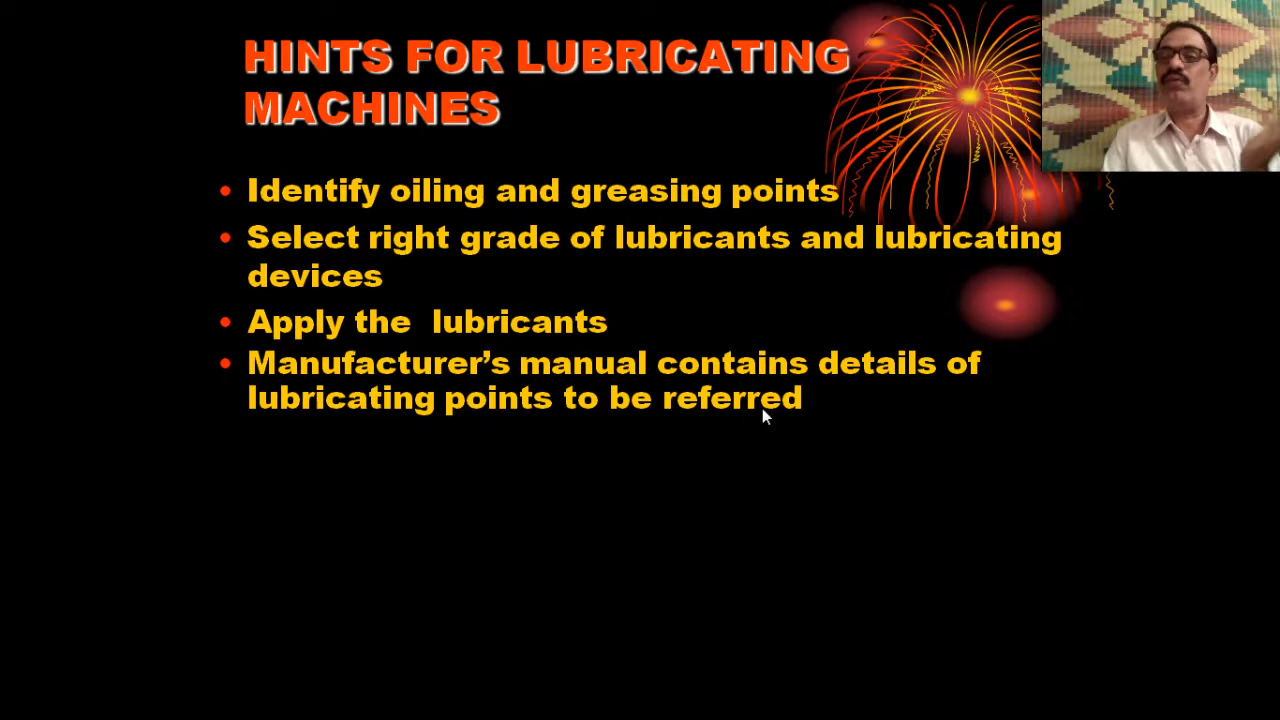 HINTS FOR LUBRICATING
MACHINES
• Identify oiling and greasing points
• Select right grade of lubricants and lubricating
devices
• Apply the  lubricants
• Manufacturer’s manual contains details of
lubricating points to be referred